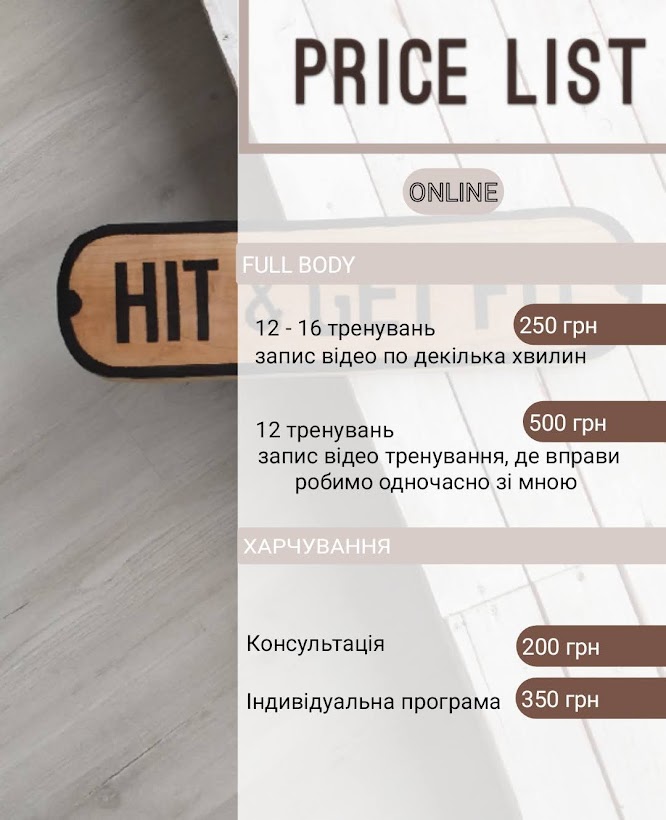 PRICE LIST
ONLINE
HIT & GET FIT
FULL BODY
12 - 16 тренувань
250 грн
запис відео по декілька хвилин
12 тренувань
500 грн
запис відео тренування, де вправи
робимо одночасно зі мною
ХАРЧУВАННЯ
Консультація
200 грн
Індивідуальна програма
350 грн